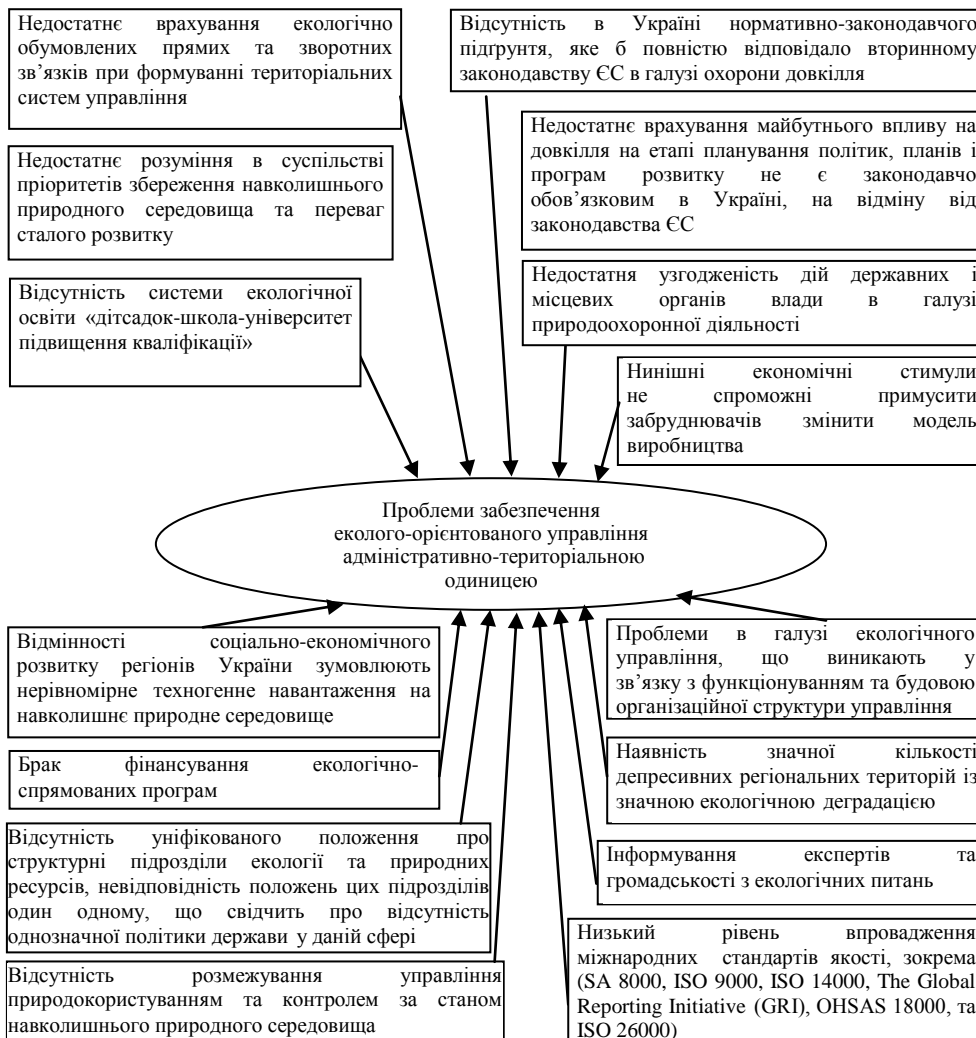 Недостатнє врахування екологічно
обумовлених прямих та зворотних
зв’язків при формуванні територіальних
систем управління
Відсутність в Україні нормативно-законодавчого
підґрунтя, яке б повністю відповідало вторинному
законодавству ЄС в галузі охорони довкілля
Недостатнє врахування майбутнього впливу на
довкілля на етапі планування політик, планів і
програм розвитку не є законодавчо
обов’язковим в Україні, на відміну від
законодавства ЄС
Недостатнє розуміння в суспільстві
пріоритетів збереження навколишнього
природного середовища та переваг
сталого розвитку
Недостатня узгодженість дій державних і
місцевих органів влади в галузі
природоохоронної діяльності
Відсутність системи екологічної
освіти «дітсадок-школа-університет
підвищення кваліфікації»
Нинішні економічні стимули
не спроможні примусити
забруднювачів змінити модель
виробництва
Проблеми забезпечення
еколого-орієнтованого управління
адміністративно-територіальною
одиницею
Відмінності соціально-економічного
розвитку регіонів України зумовлюють
нерівномірне техногенне навантаження на
навколишнє природне середовище
Проблеми в галузі екологічного
управління, що виникають у
зв’язку з функціонуванням та будовою
організаційної структури управління
Брак фінансування екологічно-
спрямованих програм
Наявність значної кількості
депресивних регіональних територій із
значною екологічною деградацією
Відсутність уніфікованого положення про
структурні підрозділи екології та природних
ресурсів, невідповідність положень цих підрозділів
один одному, що свідчить про відсутність
однозначної політики держави у даній сфері
Інформування експертів та
громадськості з екологічних питань
Відсутність розмежування управління
природокористуванням та контролем за станом
навколишнього природного середовища
Низький рівень впровадження
міжнародних стандартів якості, зокрема
(SA 8000, ISO 9000, ISO 14000, The Global
Reporting Initiative (GRI), OHSAS 18000, та
ISO 26000)